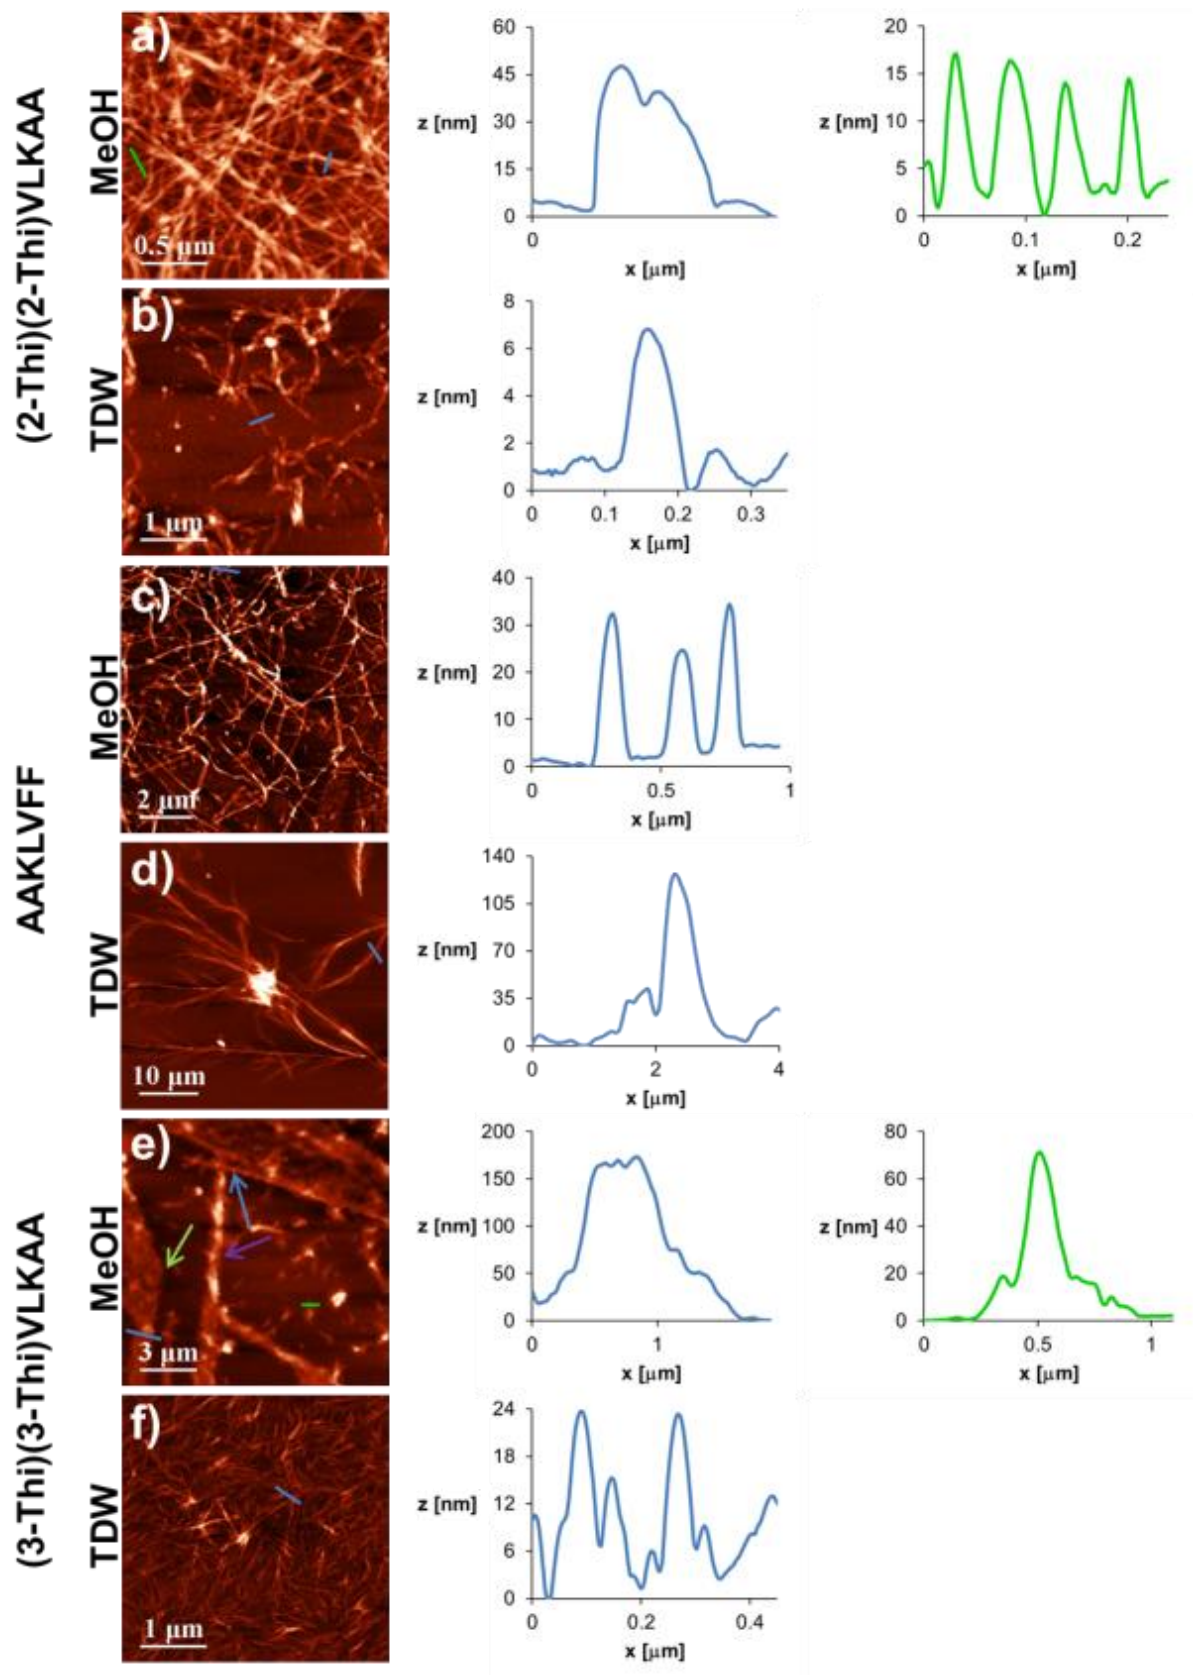 (2-Thi)(2-Thi)VLKAA
MeOH
a)
0.5 μm
60
45
z [nm] 30
15
0
0
x [μm]
20
15
z [nm] 10
5
0
0 0.1 0.2
x [μm]
TDW
b)
1 μm
8
6
z [nm] 4
2
0
0 0.1 0.2 0.3
x [μm]
AAKLVFF
MeOH
c)
2 μm
40
30
z [nm] 20
10
0
0 0.5 1
x [μm]
TDW
d)
10 μm
140
105
z [nm] 70
35
0
0 2 4
x [μm]
(3-Thi)(3-Thi)VLKAA
MeOH
e)
3 μm
200
150
z [nm] 100
50
0
0 1
x [μm]
80
60
z [nm] 40
20
0
0 0.5 1
x [μm]
TDW
f)
1 μm
24
18
z [nm] 12
6
0
0 0.2 0.4
x [μm]